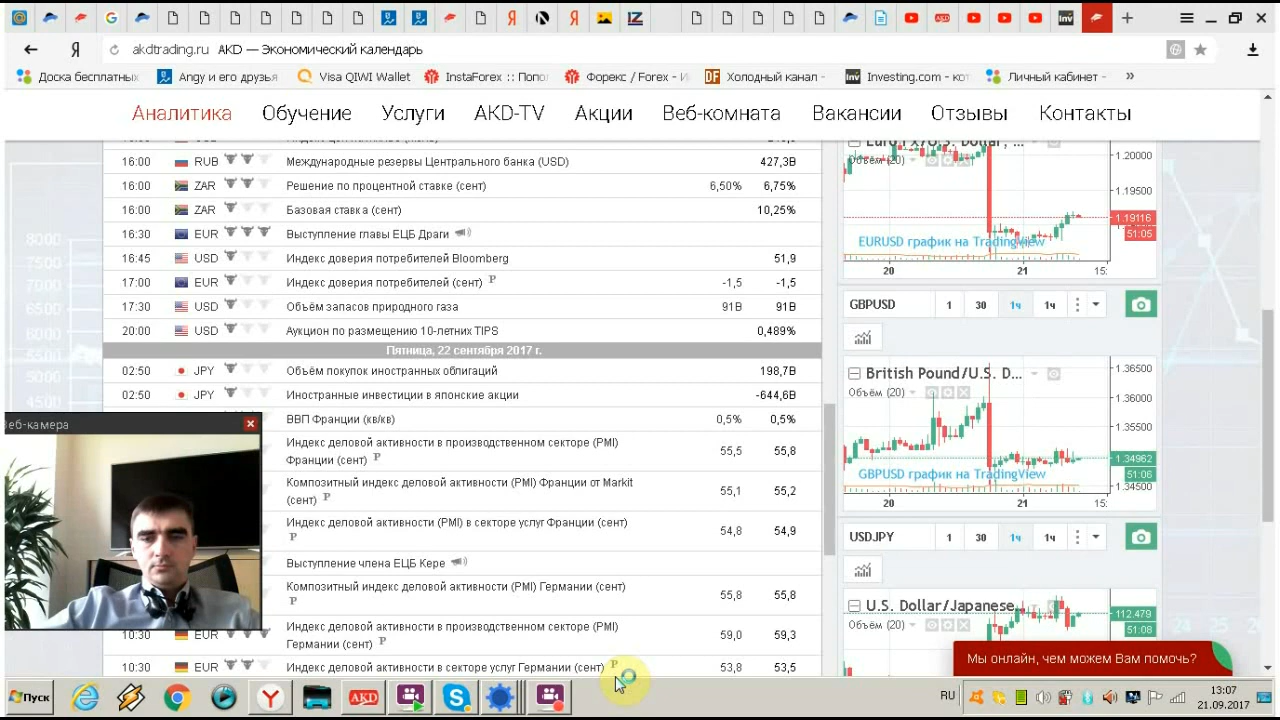 akdtrading.ru AKD — Экономический календарь
Доска бесплатных
Angy и его друзья
Visa QIWI Wallet
InstaForex :: Попо
Форекс / Forex - И
Холодный канал -
Investing.com - кот
Личный кабинет -
»
Аналитика Обучение Услуги AKD-TV Акции Веб-комната Вакансии Отзывы Контакты
16:00 RUB Международные резервы Центрального банка (USD) 427,3B
16:00 ZAR Решение по процентной ставке (сент) 6,50% 6,75%
16:00 ZAR Базовая ставка (сент) 10,25%
16:30 EUR Выступление главы ЕЦБ Драги
16:45 USD Индекс доверия потребителей Bloomberg 51,9
17:00 EUR Индекс доверия потребителей (сент) P -1,5 -1,5
17:30 USD Объём запасов природного газа 91B 91B
20:00 USD Аукцион по размещению 10-летних TIPS 0,489%
Пятница, 22 сентября 2017 г.
02:50 JPY Объём покупок иностранных облигаций 198,7B
02:50 JPY Иностранные инвестиции в японские акции -644,6B
ВВП Франции (кв/кв) 0,5% 0,5%
Индекс деловой активности в производственном секторе (PMI)
Франции (сент) P 55,5 55,8
Композитный индекс деловой активности (PMI) Франции от Markit
(сент) P 55,1 55,2
Индекс деловой активности (PMI) в секторе услуг Франции (сент)
P 54,8 54,9
Выступление члена ЕЦБ Кере
Композитный индекс деловой активности (PMI) Германии (сент)
P 55,8 55,8
Индекс деловой активности в производственном секторе (PMI)
10:30 EUR Германии (сент) P 59,0 59,3
10:30 EUR Индекс деловой активности в секторе услуг Германии (сент) P 53,8 53,5
еб-камера
Объём (20)
1.20000
1.19500
1.19116
51:05
EURUSD график на TradingView
20 21 15:
GBPUSD 1 30 1ч 1ч
British Pound/U.S. D...
Объём (20)
1.36500
1.36000
1.35500
1.34962
51:06
1.34500
GBPUSD график на TradingView
20 21 15:
USDJPY 1 30 1ч 1ч
U.S. Dollar/Japanese
Объём (20)
112.479
51:08
Мы онлайн, чем можем Вам помочь?
8000
7500
7000
6500
6000
5500
5000
4500
Пуск
AKD
RU
13:07
21.09.2017